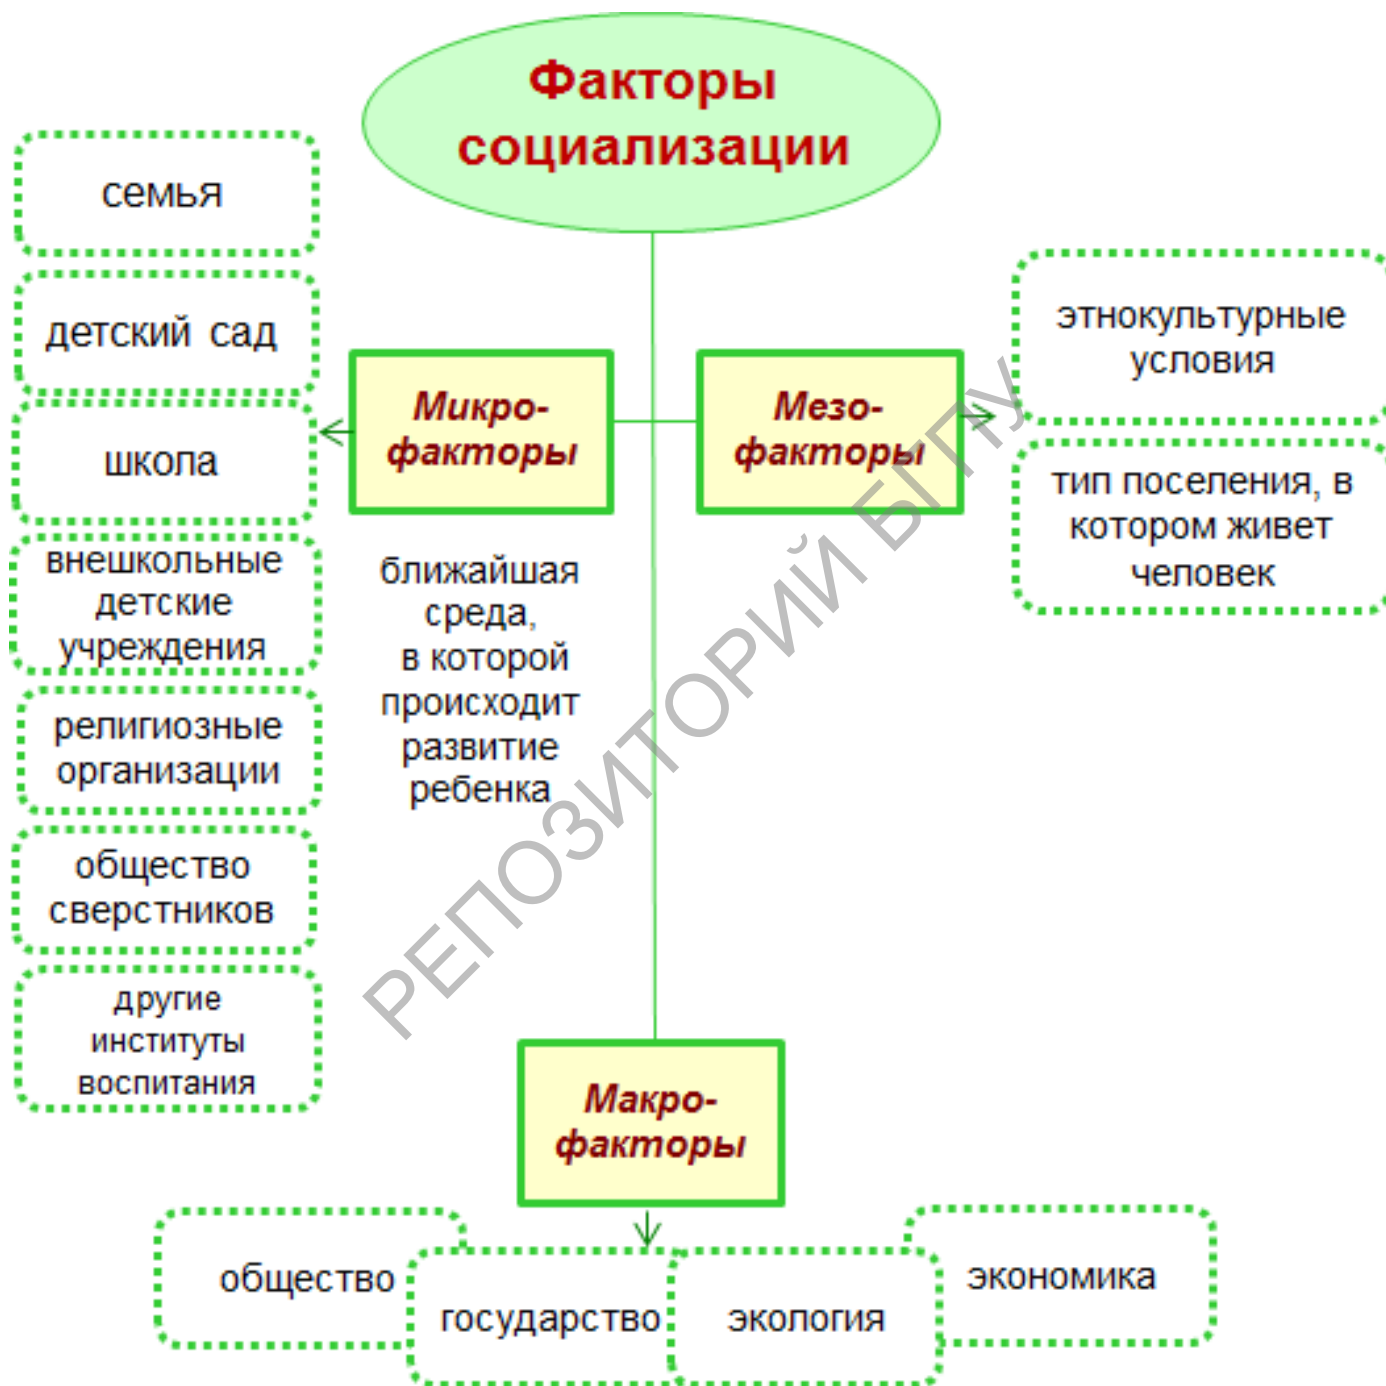 Факторы
социализации
семья
детский сад
школа
внешкольные
детские
учреждения
религиозные
организации
общество
сверстников
другие
институты
воспитания
Микро-
факторы
ближайшая
среда,
в которой
происходит
развитие
ребенка
Мезо-
факторы
этнокультурные
условия
тип поселения, в
котором живет
человек
Макро-
факторы
общество
государство
экология
экономика
РЕПОЗИТОРИЙ БГПУ